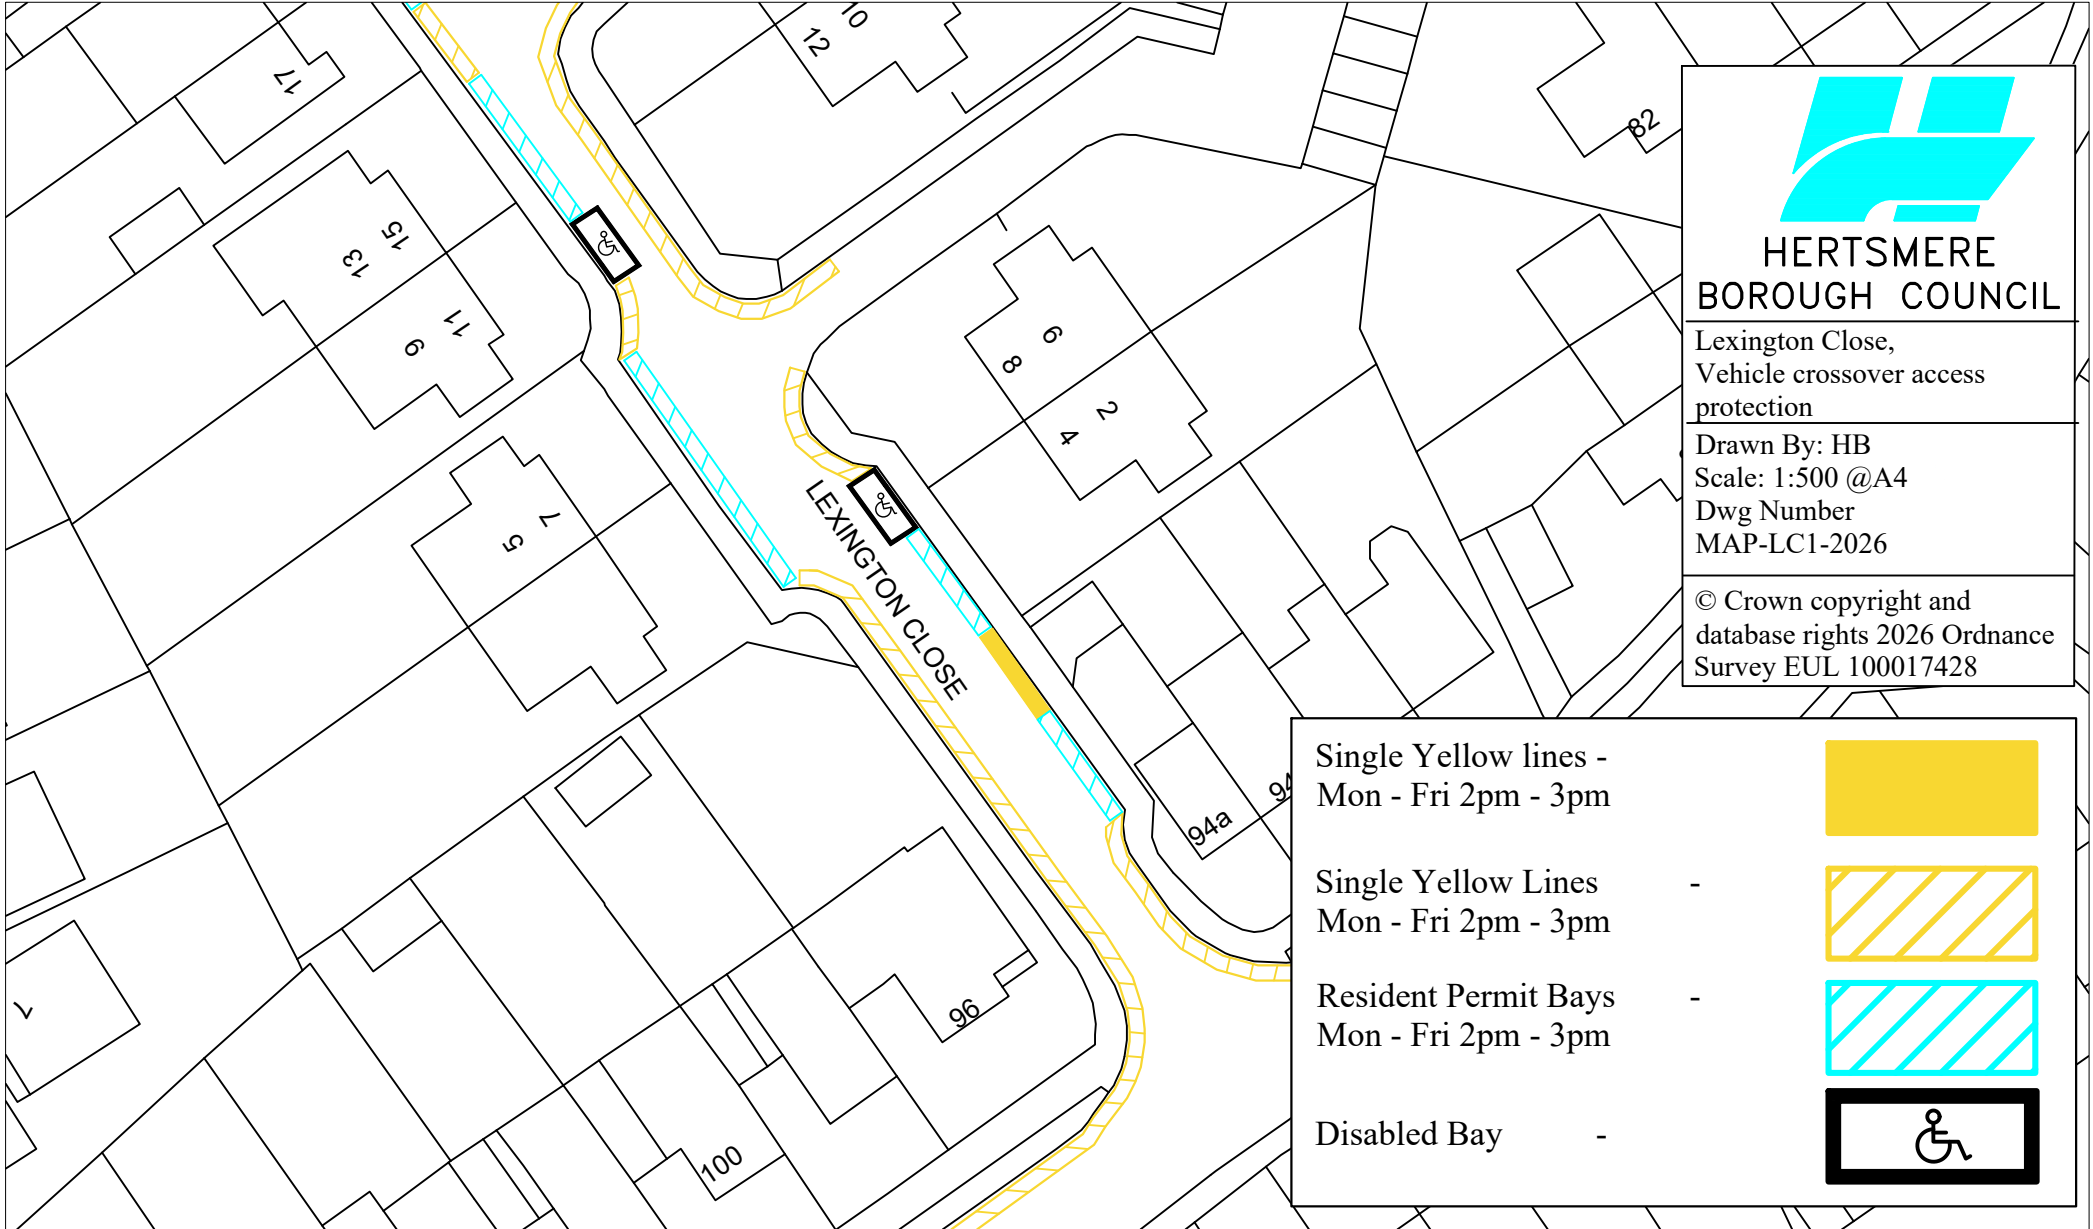 17
12
10
82
15
13
11
9
6
8
2
4
7
5
LEXINGTON CLOSE
94a
94
96
100
1
HERTSMERE
BOROUGH COUNCIL
Lexington Close,
Vehicle crossover access
protection
Drawn By: HB
Scale: 1:500 @A4
Dwg Number
MAP-LC1-2026
© Crown copyright and
database rights 2026 Ordnance
Survey EUL 100017428
Single Yellow lines -
Mon - Fri 2pm - 3pm
Single Yellow Lines -
Mon - Fri 2pm - 3pm
Resident Permit Bays -
Mon - Fri 2pm - 3pm
Disabled Bay -